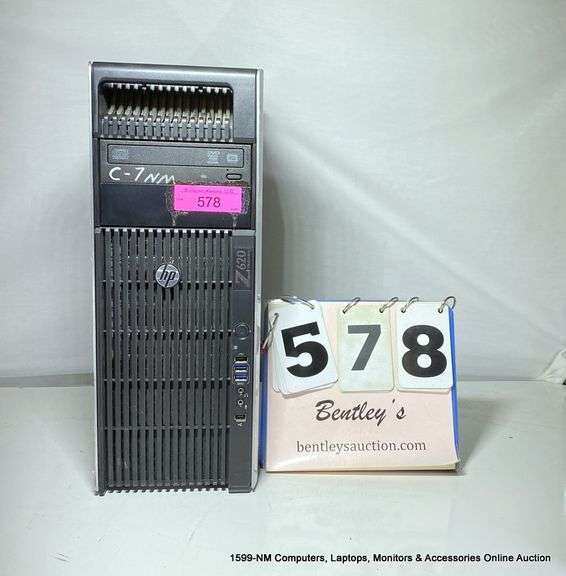 C-7NM
578
hp
Z620
578
Bentley's
bentleysauction.com
1599-NM Computers, Laptops, Monitors & Accessories Online Auction